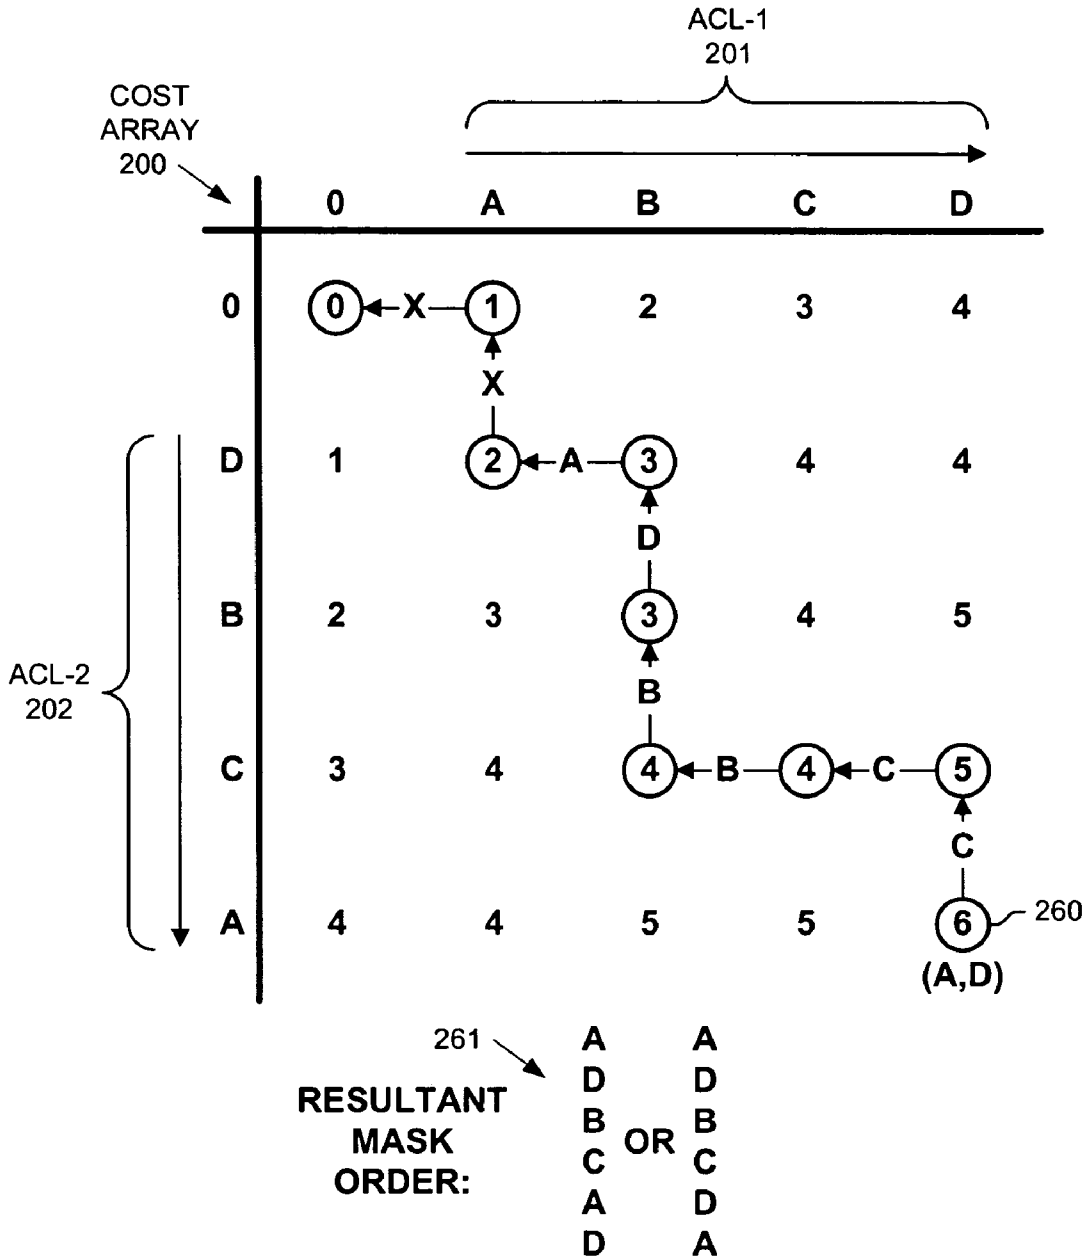 ACL-1
201
COST
ARRAY
200
0 A B C D
0 0 X 1 2 3 4
X
D 1 2 A 3 4 4
D
B 2 3 3 4 5
ACL-2
202
B
C 3 4 4 B 4 C 5
C
A 4 4 5 5 6 260
(A,D)
261
A A
D D
RESULTANT B B
MASK OR
ORDER: C C
A D
D A